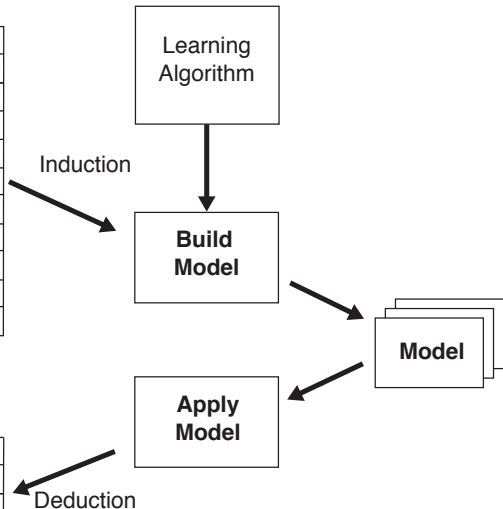 Learning
Algorithm
Induction
Build
Model
Model
Apply
Model
Deduction